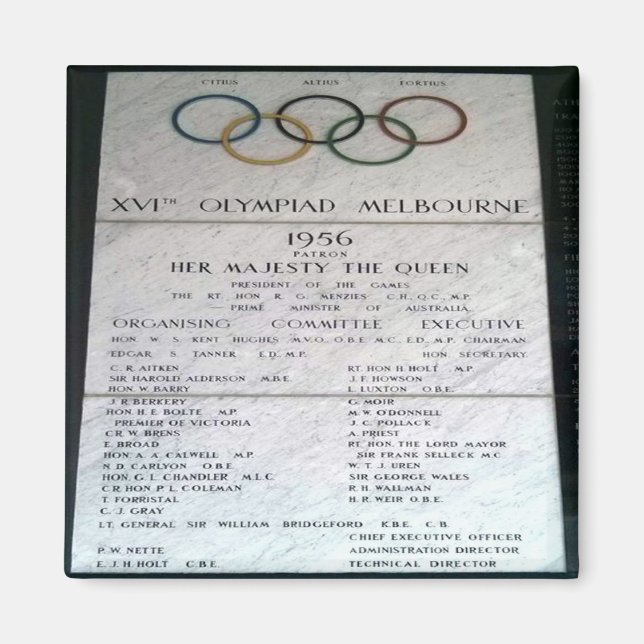 CITIUS ALTIUS FORTIUS
XVITH OLYMPIAD MELBOURNE
1956
PATRON
HER MAJESTY THE QUEEN
PRESIDENT OF THE GAMES
THE RT. HON R. G. MENZIES C.H., Q.C., M.P.
— PRIME MINISTER OF AUSTRALIA.
ORGANISING COMMITTEE EXECUTIVE
HON. W. S. KENT HUGHES M.V.O., O.B.E. M.C., E.D., M.P. CHAIRMAN
EDGAR S. TANNER E.D., M.P. HON. SECRETARY.
C. R. AITKEN RT. HON H. HOLT M.P.
SIR HAROLD ALDERSON M.B.E. J. F. HOWSON
HON. W. BARRY L. LUXTON O.B.E.
J. R. BERKERY G. MOIR
HON. H. E. BOLTE M.P. M. W. O'DONNELL
PREMIER OF VICTORIA J. C. POLLACK
CR. W. BRENS A. PRIEST
E. BROAD RT. HON. THE LORD MAYOR
HON. A. A. CALWELL M.P. SIR FRANK SELLECK M.C.
N. D. CARLYON O.B.E. W. T. J. UREN
HON. G. L. CHANDLER M.L.C. SIR GEORGE WALES
C.R. HON P. L. COLEMAN R. H. WALLMAN
T. FORRISTAL H. R. WEIR O.B.E.
C. J. GRAY
LT. GENERAL SIR WILLIAM BRIDGEFORD K.B.E. C.B.
CHIEF EXECUTIVE OFFICER
P. W. NETTE ADMINISTRATION DIRECTOR
E. J. H. HOLT C.B.E. TECHNICAL DIRECTOR